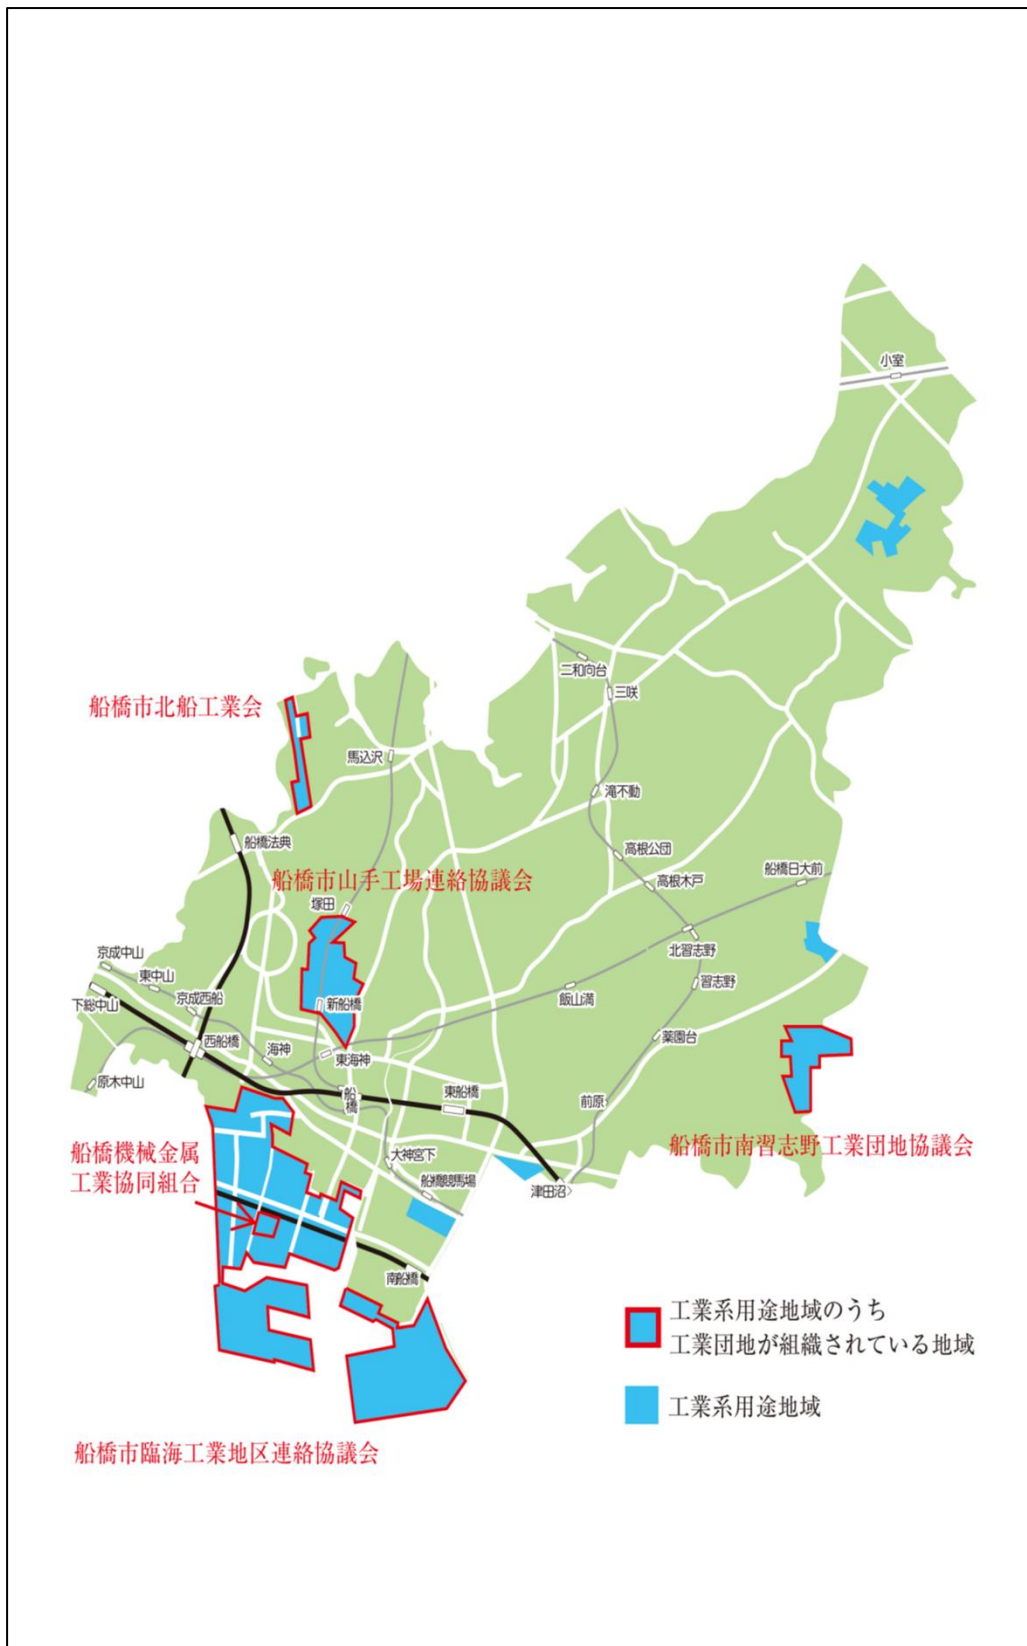 小室
二和向台
三咲
船橋市北船工業会
馬込沢
滝不動
船橋法典
高根公団
船橋日大前
船橋市山手工場連絡協議会
高根木戸
塚田
北習志野
京成中山
東中山
習志野
京成西船
新船橋
飯山満
下総中山
西船橋
海神
東海神
薬園台
原木中山
船橋
東船橋
前原
船橋機械金属
工業協同組合
大神宮下
船橋市南習志野工業団地協議会
船橋競馬場
津田沼
南船橋
工業系用途地域のうち
工業団地が組織されている地域
工業系用途地域
船橋市臨海工業地区連絡協議会